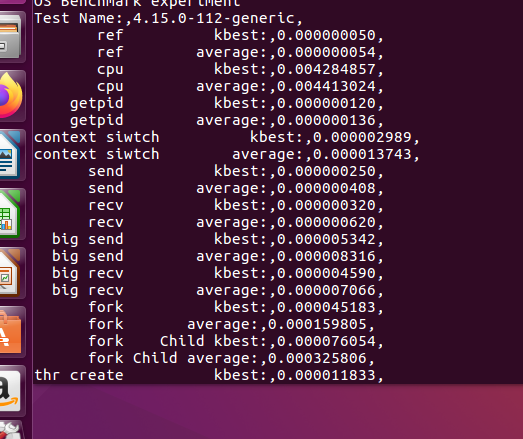 OS Benchmark experiment
Test Name:,4.15.0-112-generic,
ref kbest:,0.000000050,
ref average:,0.000000054,
cpu kbest:,0.004284857,
cpu average:,0.004413024,
getpid kbest:,0.000000120,
getpid average:,0.000000136,
context siwtch kbest:,0.000002989,
context siwtch average:,0.000013743,
send kbest:,0.000000250,
send average:,0.000000408,
recv kbest:,0.000000320,
recv average:,0.000000620,
big send kbest:,0.000005342,
big send average:,0.000008316,
big recv kbest:,0.000004590,
big recv average:,0.000007066,
fork kbest:,0.000045183,
fork average:,0.000159805,
fork Child kbest:,0.000076054,
fork Child average:,0.000325806,
thr create kbest:,0.000011833,